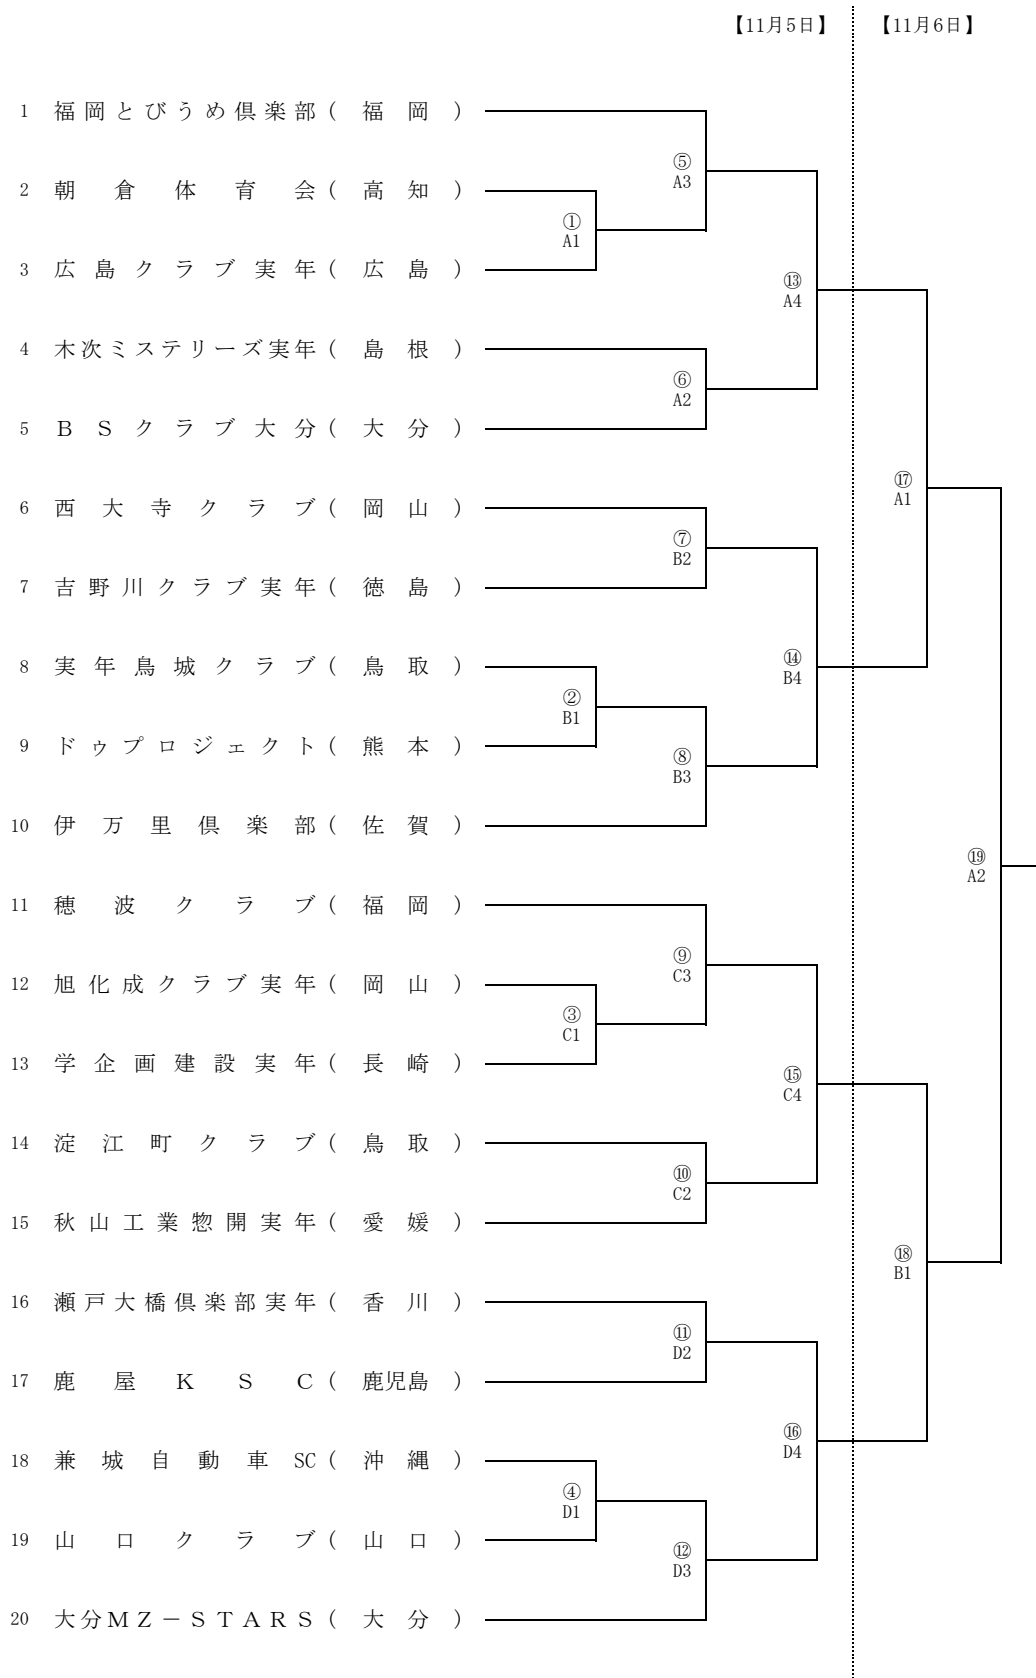 【11月5日】 【11月6日】
1 福岡とびうめ倶楽部（ 福岡 ）
⑤
A3
2 朝倉体育会（ 高知 ）
①
A1
3 広島クラブ実年（ 広島 ）
⑬
A4
4 木次ミステリーズ実年（ 島根 ）
⑥
A2
5 ＢＳクラブ大分（ 大分 ）
⑰
A1
6 西大寺クラブ（ 岡山 ）
⑦
B2
7 吉野川クラブ実年（ 徳島 ）
8 実年鳥城クラブ（ 鳥取 ）
⑭
B4
②
B1
9 ドゥプロジェクト（ 熊本 ）
⑧
B3
10 伊万里倶楽部（ 佐賀 ）
⑲
A2
11 穂波クラブ（ 福岡 ）
⑨
C3
12 旭化成クラブ実年（ 岡山 ）
③
C1
13 学企画建設実年（ 長崎 ）
⑮
C4
14 淀江町クラブ（ 鳥取 ）
⑩
C2
15 秋山工業惣開実年（ 愛媛 ）
⑱
B1
16 瀬戸大橋倶楽部実年（ 香川 ）
⑪
D2
17 鹿屋ＫＳＣ（ 鹿児島 ）
⑯
D4
18 兼城自動車SC（ 沖縄 ）
④
D1
19 山口クラブ（ 山口 ）
⑫
D3
20 大分ＭＺ－ＳＴＡＲＳ（ 大分 ）